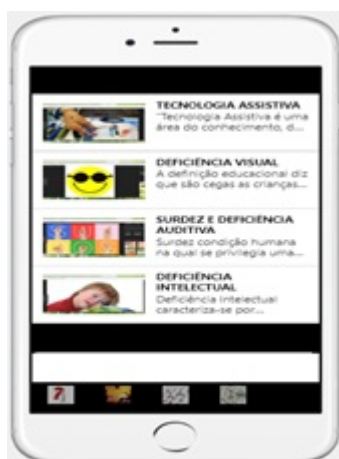 TECNOLOGIA ASSISTIVA
"Tecnologia Assistiva é uma
área do conhecimento, d...
DEFICIÊNCIA VISUAL
A definição educacional diz
que são cegas as crianças...
SURDEZ E DEFICIÊNCIA
AUDITIVA
Surdez condição humana
na qual se privilegia uma...
DEFICIÊNCIA
INTELECTUAL
Deficiência Intelectual
caracteriza-se por...